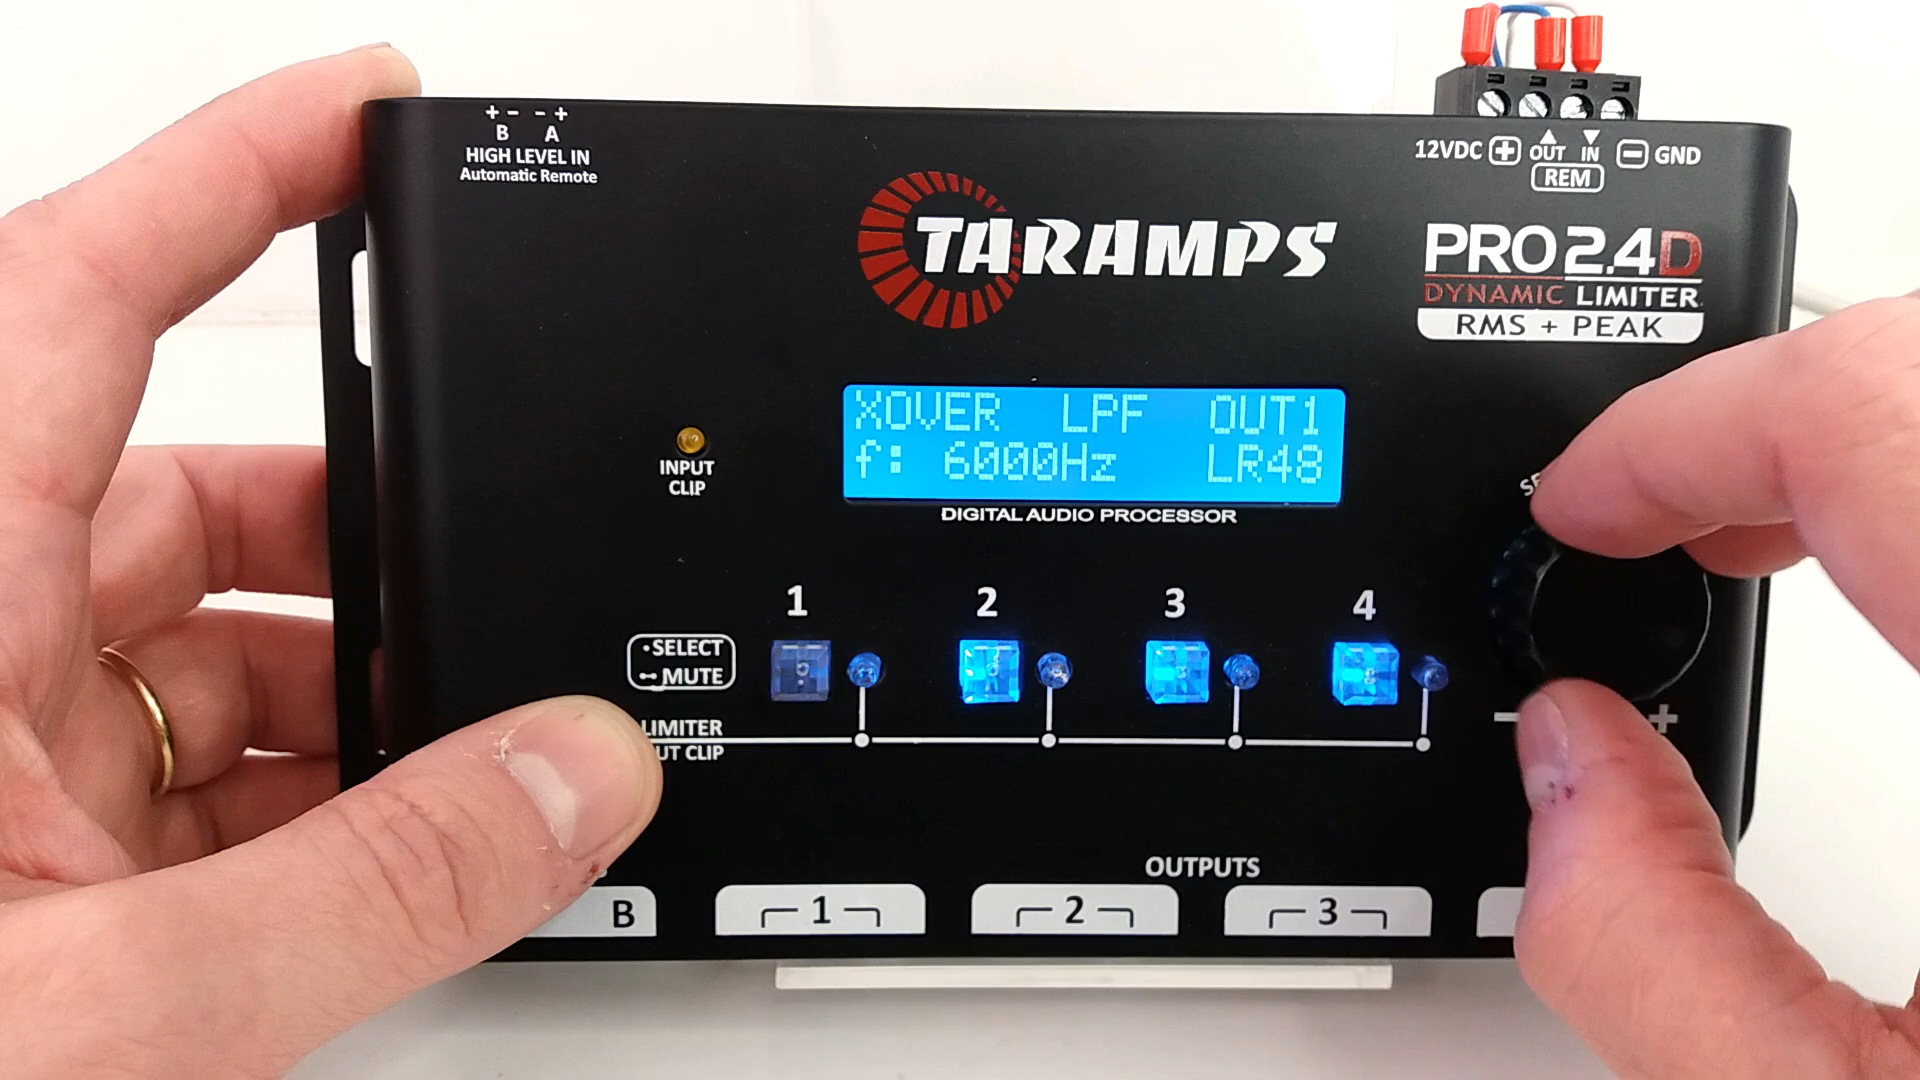 + - - +
B A
HIGH LEVEL IN
Automatic Remote
12VDC + OUT IN - GND
REM
TARAMPS
PRO 2.4D
DYNAMIC LIMITER
RMS + PEAK
XOVER LPF OUT1
f: 6000Hz LR48
DIGITAL AUDIO PROCESSOR
INPUT
CLIP
1 2 3 4
SELECT
MUTE
LIMITER
CLIP
- +
OUTPUTS
B 1 2 3